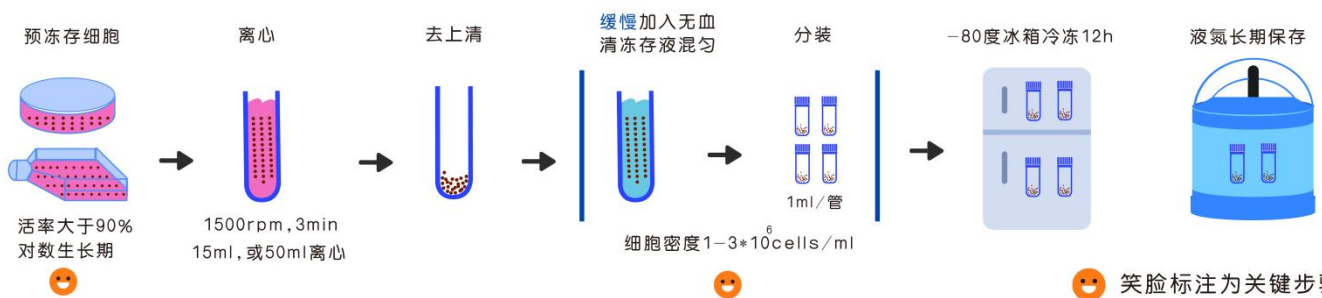 预冻存细胞
离心
去上清
缓慢加入无血
清冻存液混匀
分装
-80度冰箱冷冻12h
液氮长期保存
活率大于90%
对数生长期
1500rpm,3min
15ml,或50ml离心
1ml/管
细胞密度1-3*10⁶cells/ml
笑脸标注为关键步